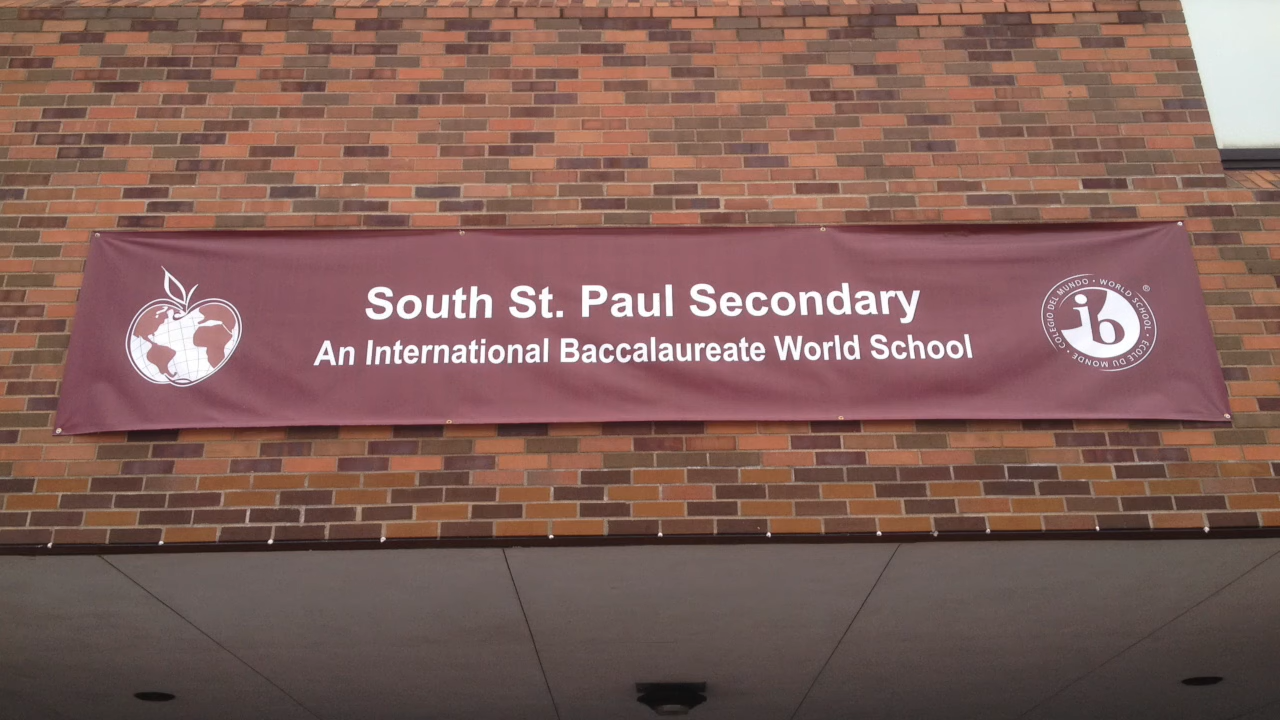 South St. Paul Secondary
An International Baccalaureate World School
COLEGIO DEL MUNDO · WORLD SCHOOL · ÉCOLE DU MONDE ·
ib
®